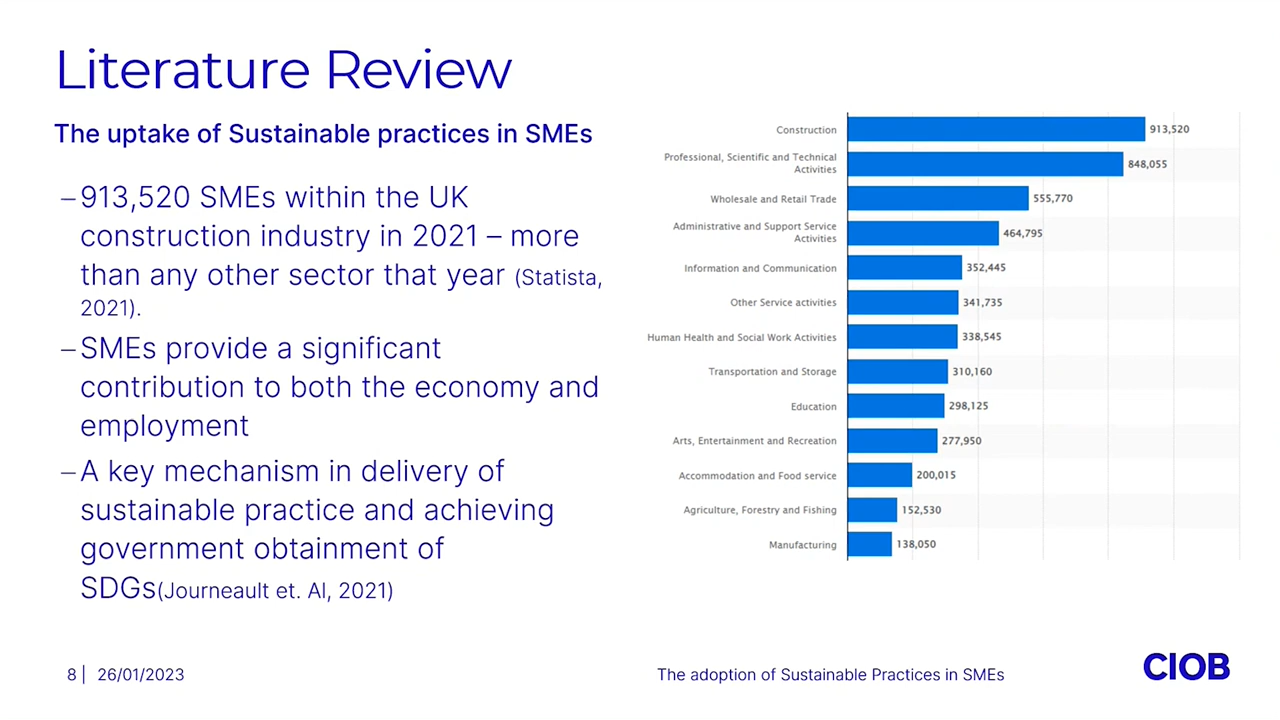 Literature Review
The uptake of Sustainable practices in SMEs
–913,520 SMEs within the UK
construction industry in 2021 – more
than any other sector that year (Statista,
2021).
–SMEs provide a significant
contribution to both the economy and
employment
–A key mechanism in delivery of
sustainable practice and achieving
government obtainment of
SDGs(Journeault et. Al, 2021)
Construction 913,520
Professional, Scientific and Technical
Activities 848,055
Wholesale and Retail Trade 555,770
Administrative and Support Service
Activities 464,795
Information and Communication 352,445
Other Service activities 341,735
Human Health and Social Work Activities 338,545
Transportation and Storage 310,160
Education 298,125
Arts, Entertainment and Recreation 277,950
Accommodation and Food service 200,015
Agriculture, Forestry and Fishing 152,530
Manufacturing 138,050
8 | 26/01/2023
The adoption of Sustainable Practices in SMEs
CIOB